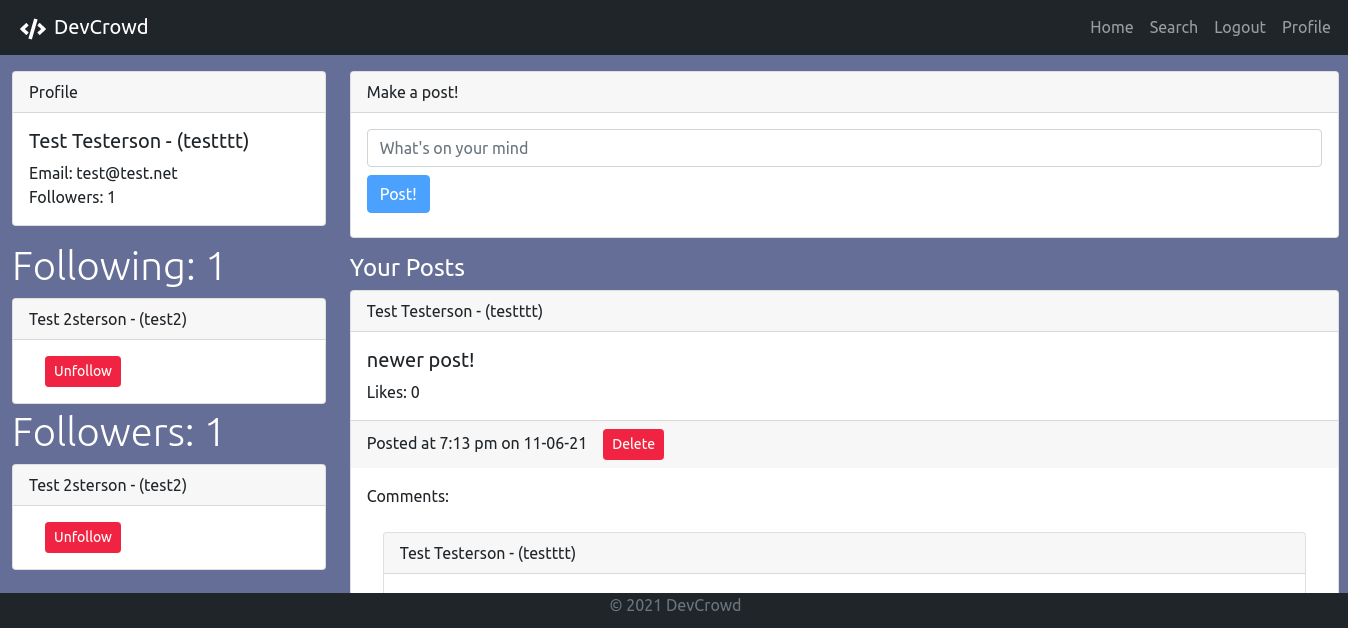 DevCrowd
Home Search Logout Profile
Profile
Test Testerson - (testttt)
Email: test@test.net
Followers: 1
Following: 1
Test 2sterson - (test2)
Unfollow
Followers: 1
Test 2sterson - (test2)
Unfollow
Make a post!
What's on your mind
Post!
Your Posts
Test Testerson - (testttt)
newer post!
Likes: 0
Posted at 7:13 pm on 11-06-21 Delete
Comments:
Test Testerson - (testttt)
© 2021 DevCrowd